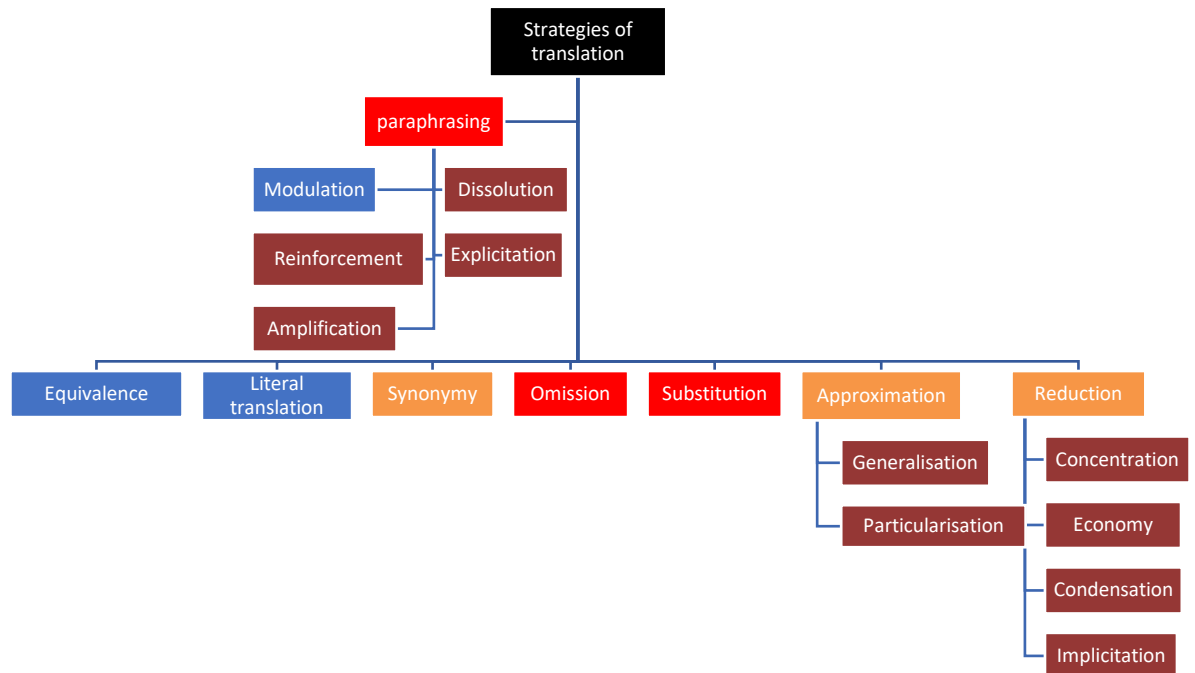 Strategies of
translation
paraphrasing
Modulation
Dissolution
Reinforcement
Explicitation
Amplification
Equivalence
Literal
translation
Synonymy
Omission
Substitution
Approximation
Reduction
Generalisation
Concentration
Particularisation
Economy
Condensation
Implicitation